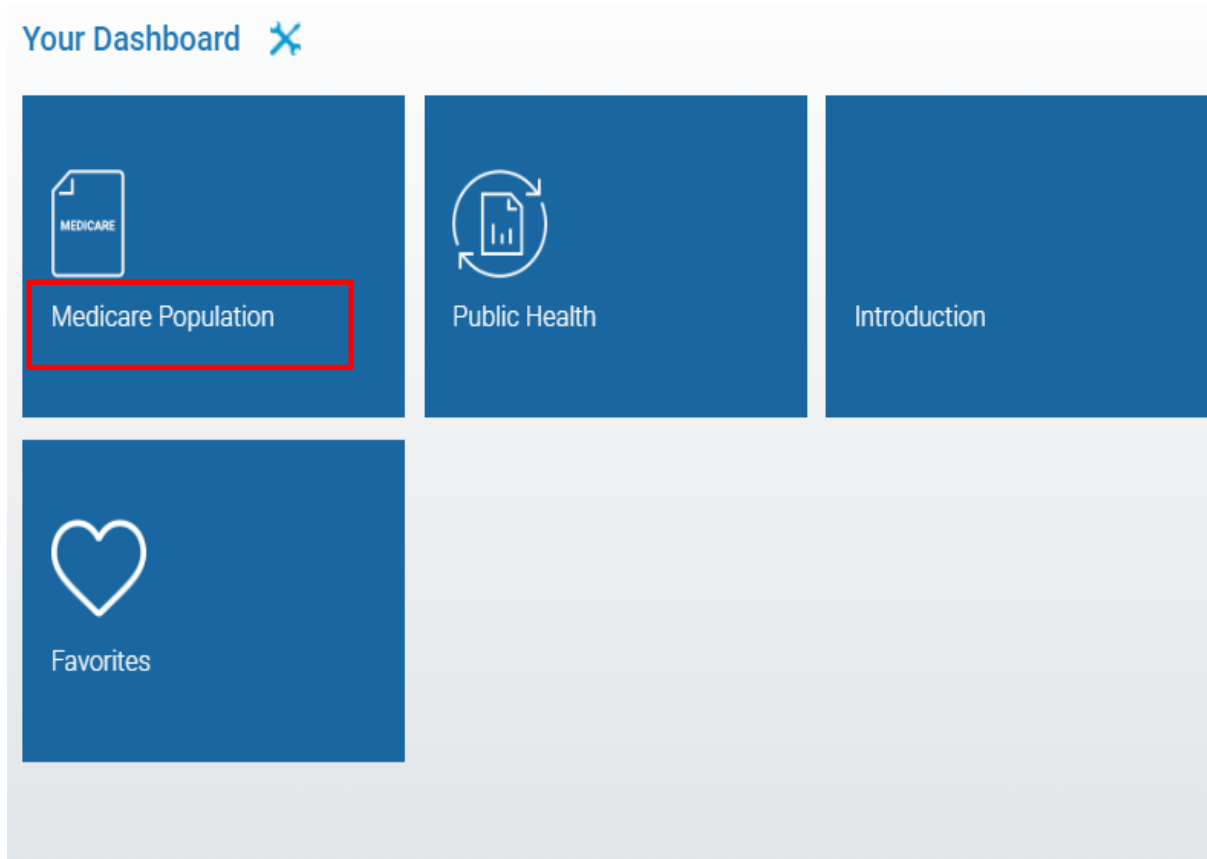 Your Dashboard
MEDICARE
Medicare Population
Public Health
Introduction
Favorites